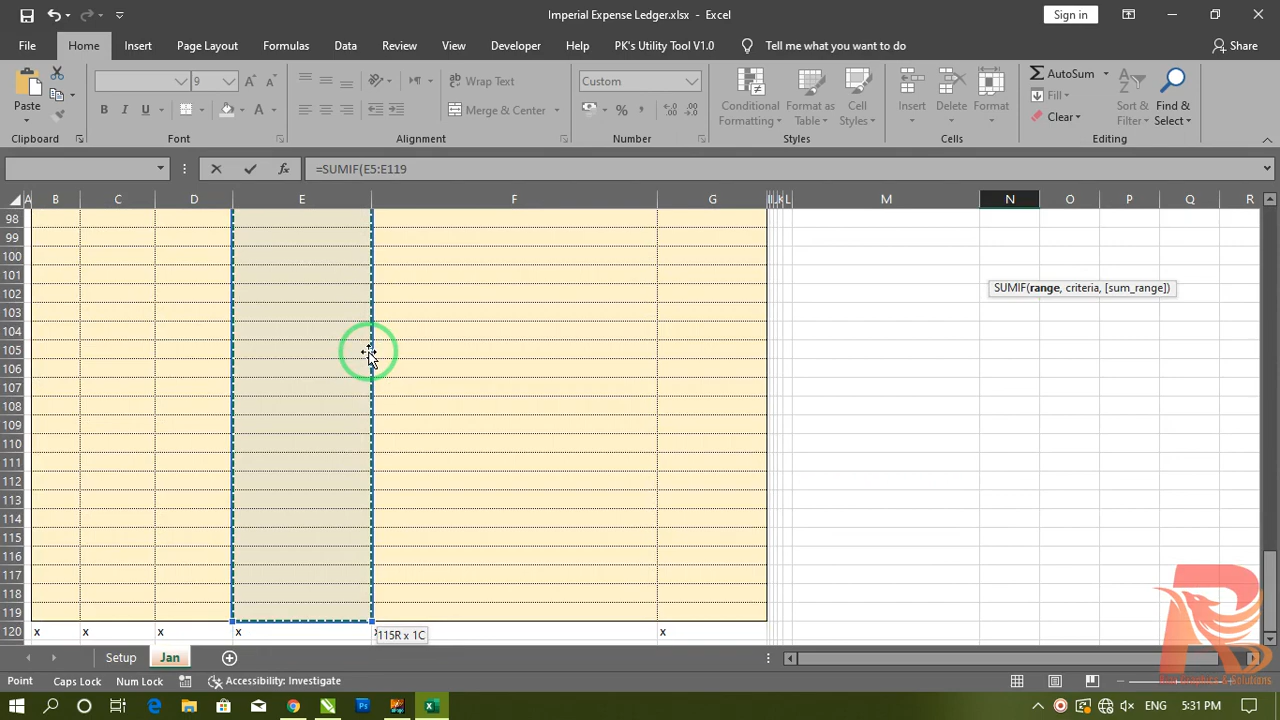 Imperial Expense Ledger.xlsx - Excel
Sign in
File Home Insert Page Layout Formulas Data Review View Developer Help PK's Utility Tool V1.0 Tell me what you want to do Share
Paste
9
Wrap Text
Custom
Conditional Formatting
Format as Table
Cell Styles
Insert
Delete
Format
AutoSum
Fill
Clear
Sort & Filter
Find & Select
B I U
Merge & Center
Clipboard Font Alignment Number Styles Cells Editing
=SUMIF(E5:E119
A B C D E F G L M N O P Q R
98
99
100
101
SUMIF(range, criteria, [sum_range])
102
103
104
105
106
107
108
109
110
111
112
113
114
115
116
117
118
119
120 x x x x x
115R x 1C
Setup Jan
Point Caps Lock Num Lock Accessibility: Investigate
ENG 5:31 PM